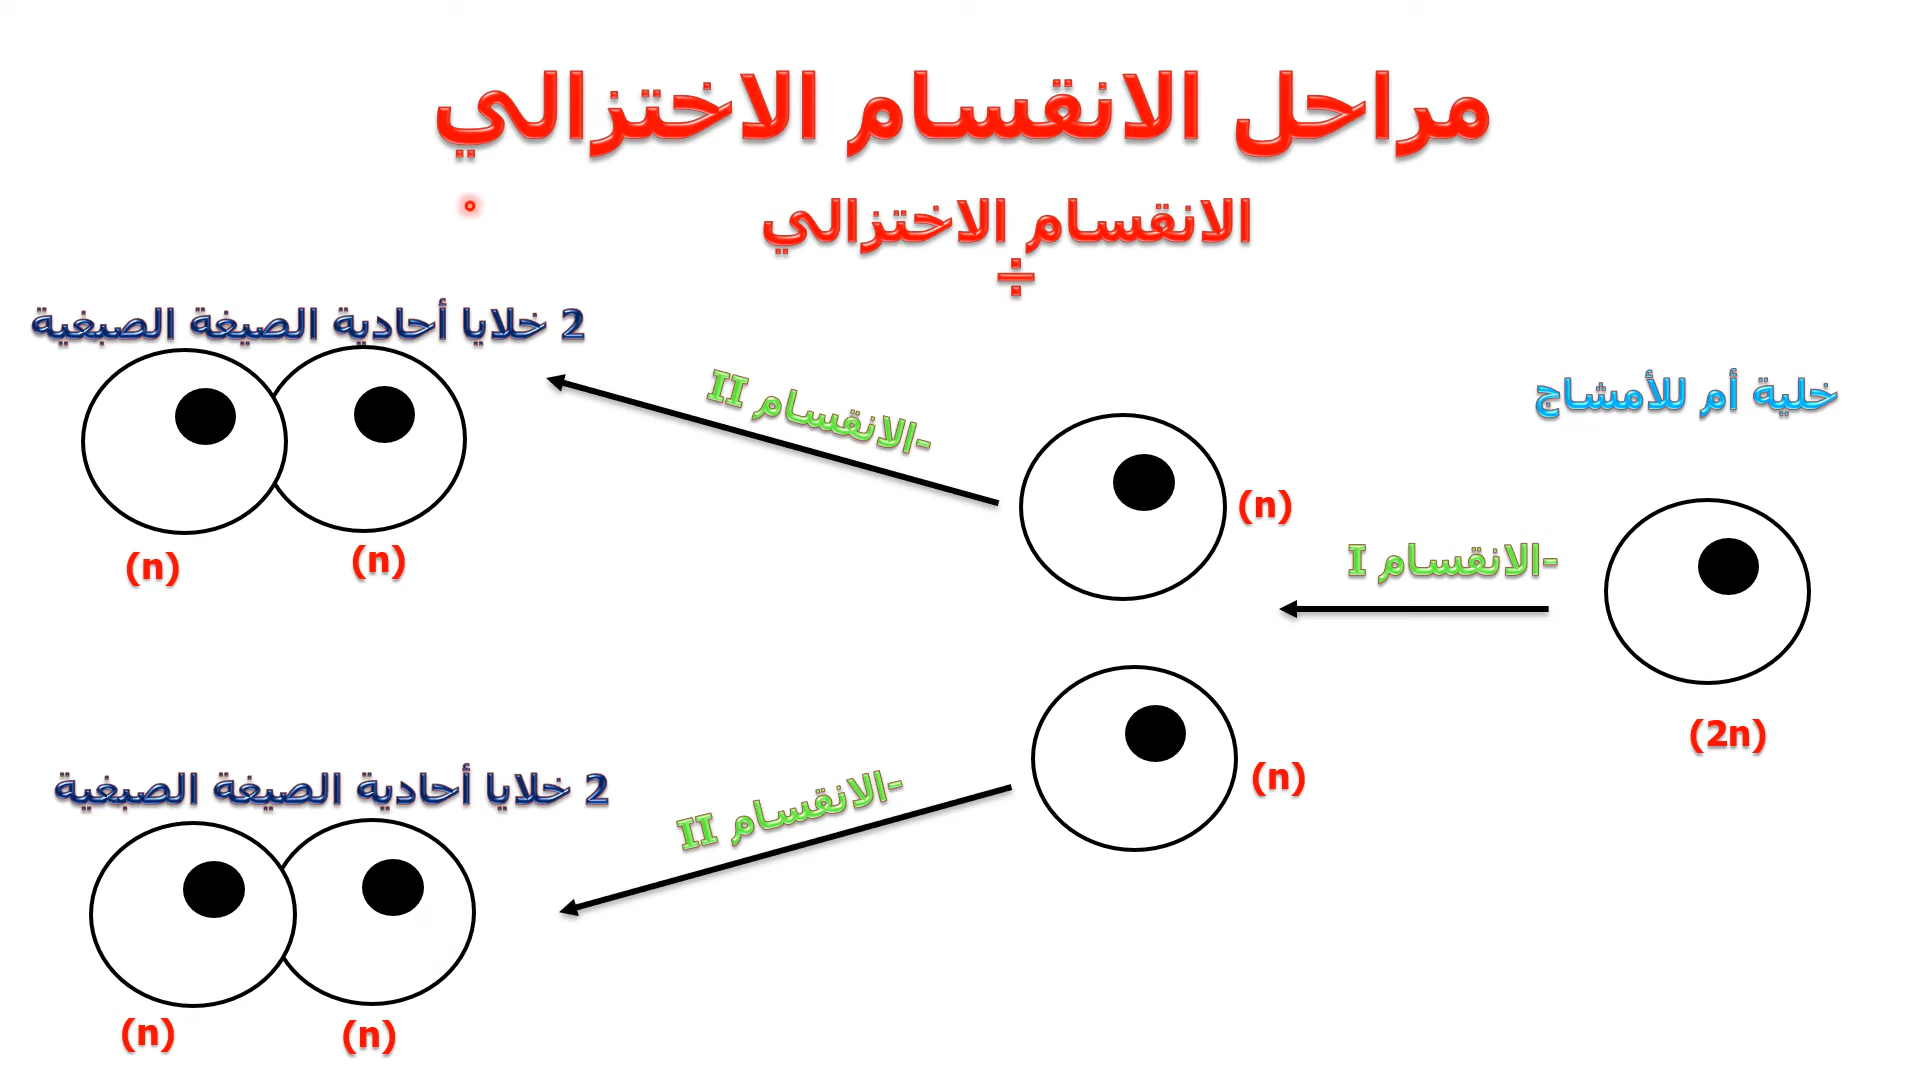 مراحل الانقسام الاختزالي
الانقسام الاختزالي
÷
خلية أم للأمشاج
(2n)
-الانقسام I
(n)
(n)
-الانقسام II
2 خلايا أحادية الصيغة الصبغية
(n)
(n)
-الانقسام II
2 خلايا أحادية الصيغة الصبغية
(n)
(n)